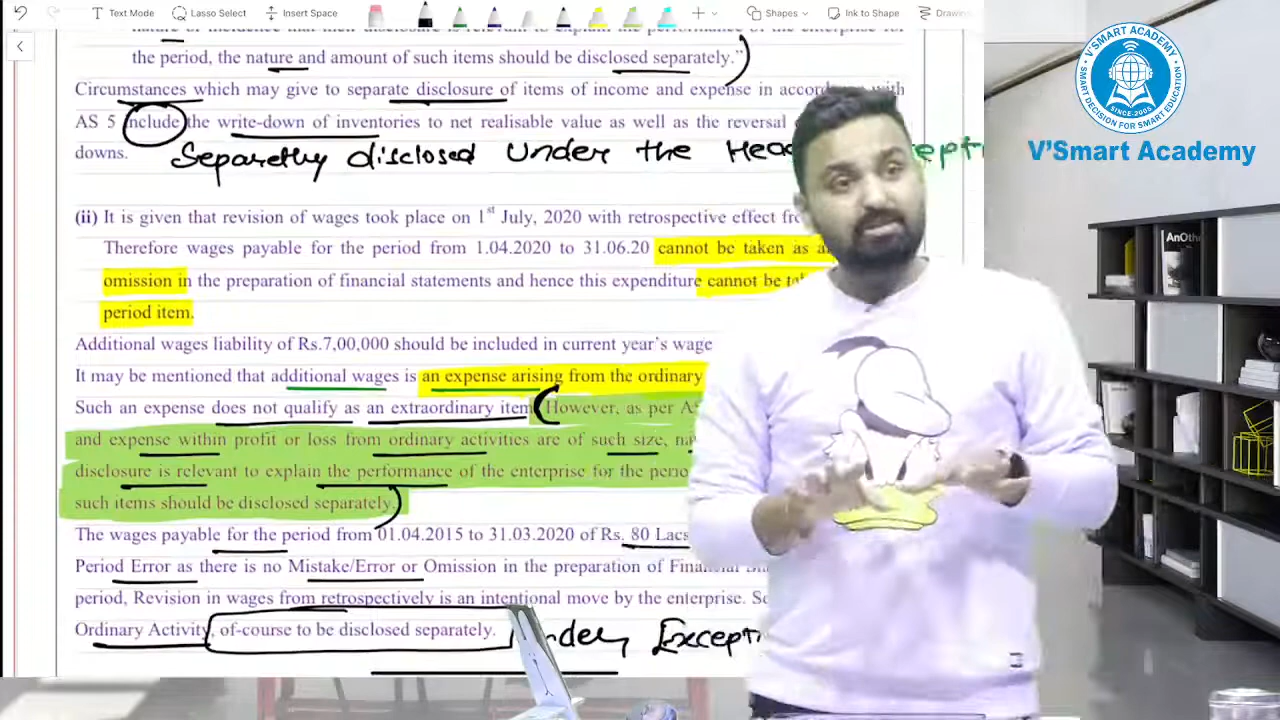 Text Mode
Lasso Select
Insert Space
Shapes
Ink to Shape
Drawing
the period, the nature and amount of such items should be disclosed separately.”
Circumstances which may give to separate disclosure of items of income and expense in with
AS 5 include the write-down of inventories to net realisable value as well as the reversal
downs.
Separetly disclosed Under the Head
(ii) It is given that revision of wages took place on 1st July, 2020 with retrospective effect
Therefore wages payable for the period from 1.04.2020 to 31.06.20 cannot be taken as
omission in the preparation of financial statements and hence this expenditure cannot be
period item.
Additional wages liability of Rs.7,00,000 should be included in current year’s wage
It may be mentioned that additional wages is an expense arising from the ordinary
Such an expense does not qualify as an extraordinary item. However, as per
and expense within profit or loss from ordinary activities are of such size,
disclosure is relevant to explain the performance of the enterprise for the
such items should be disclosed separately.
The wages payable for the period from 01.04.2015 to 31.03.2020 of Rs. 80 Lacs
Period Error as there is no Mistake/Error or Omission in the preparation of
period, Revision in wages from retrospectively is an intentional move by the enterprise.
Ordinary Activity, of-course to be disclosed separately.
V'SMART ACADEMY
SINCE-2005
SMART DECISION FOR SMART EDUCATION
V'Smart Academy